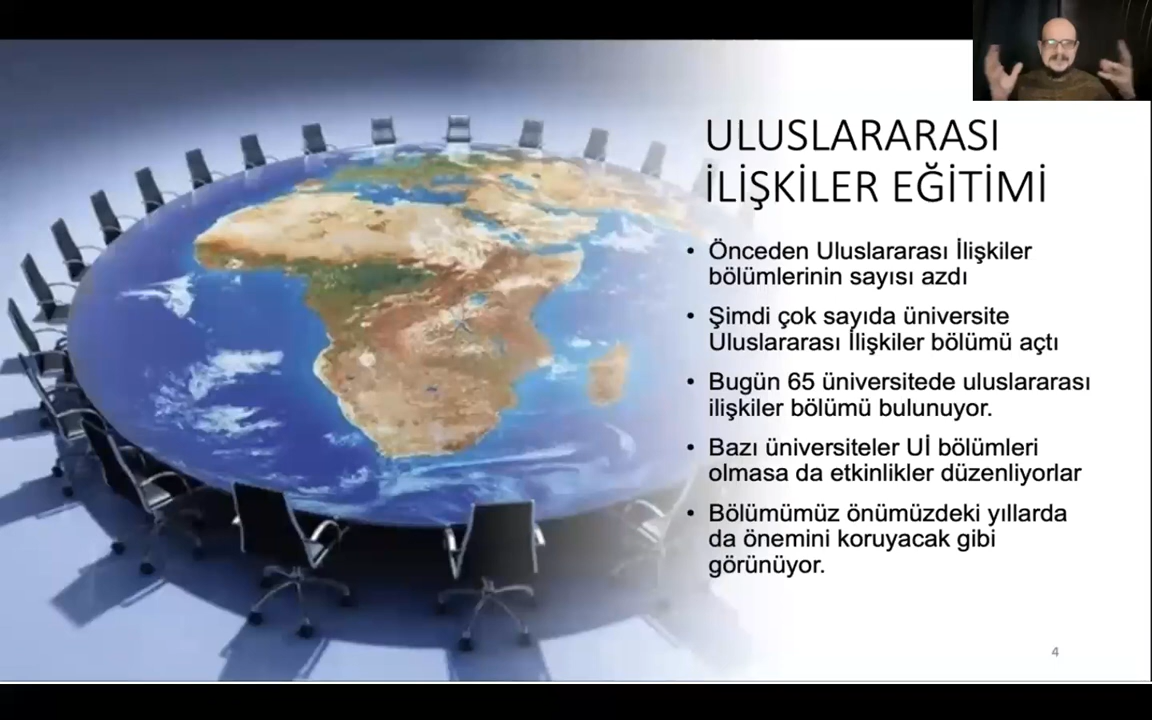 ULUSLARARASI
İLİŞKİLER EĞİTİMİ
• Önceden Uluslararası İlişkiler
bölümlerinin sayısı azdı
• Şimdi çok sayıda üniversite
Uluslararası İlişkiler bölümü açtı
• Bugün 65 üniversitede uluslararası
ilişkiler bölümü bulunuyor.
• Bazı üniversiteler Uİ bölümleri
olmasa da etkinlikler düzenliyorlar
• Bölümümüz önümüzdeki yıllarda
da önemini koruyacak gibi
görünüyor.
4